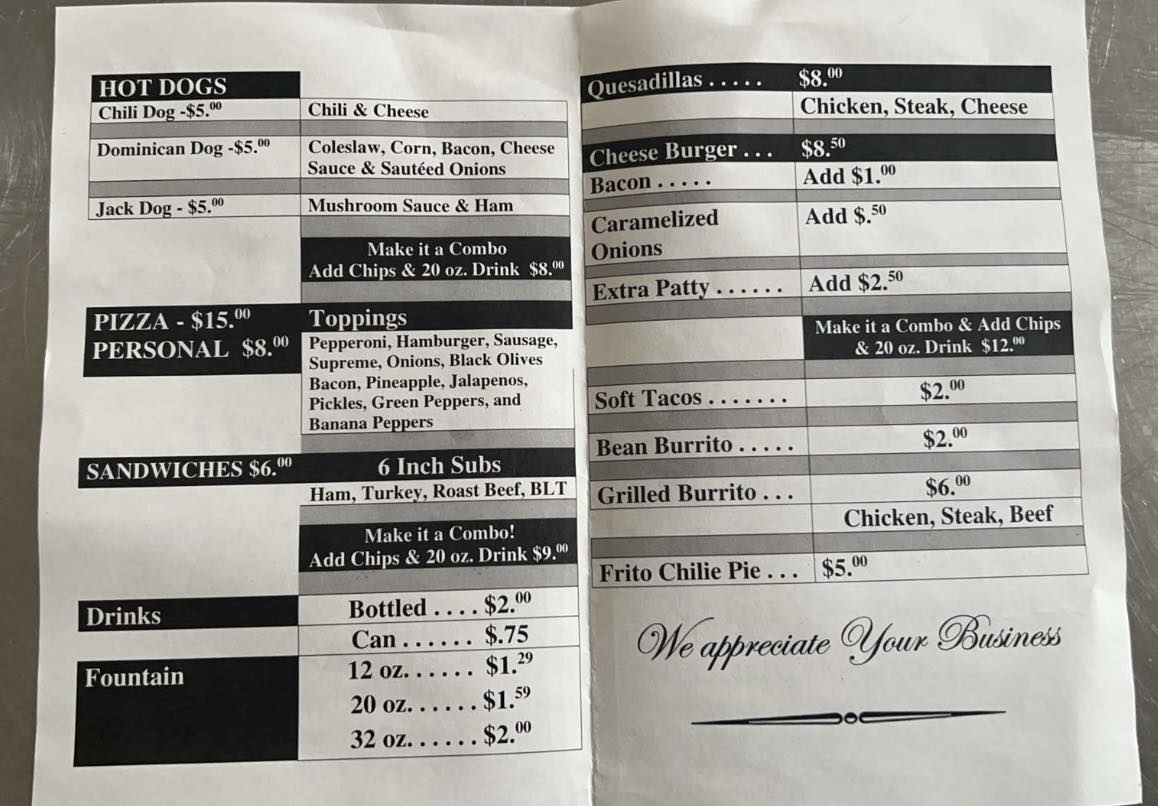 HOT DOGS
Chili Dog -$5.00 Chili & Cheese
Dominican Dog -$5.00 Coleslaw, Corn, Bacon, Cheese
Sauce & Sautéed Onions
Jack Dog - $5.00 Mushroom Sauce & Ham
Make it a Combo
Add Chips & 20 oz. Drink $8.00
PIZZA - $15.00 Toppings
PERSONAL $8.00
Pepperoni, Hamburger, Sausage,
Supreme, Onions, Black Olives
Bacon, Pineapple, Jalapenos,
Pickles, Green Peppers, and
Banana Peppers
SANDWICHES $6.00 6 Inch Subs
Ham, Turkey, Roast Beef, BLT
Make it a Combo!
Add Chips & 20 oz. Drink $9.00
Drinks Bottled .... $2.00
Can ...... $.75
Fountain 12 oz. ...... $1.29
20 oz. ...... $1.59
32 oz. ...... $2.00
Quesadillas ..... $8.00
Chicken, Steak, Cheese
Cheese Burger ... $8.50
Bacon ..... Add $1.00
Caramelized Add $.50
Onions
Extra Patty ...... Add $2.50
Make it a Combo & Add Chips
& 20 oz. Drink $12.00
Soft Tacos ....... $2.00
Bean Burrito ..... $2.00
Grilled Burrito ... $6.00
Chicken, Steak, Beef
Frito Chilie Pie ... $5.00
We appreciate Your Business